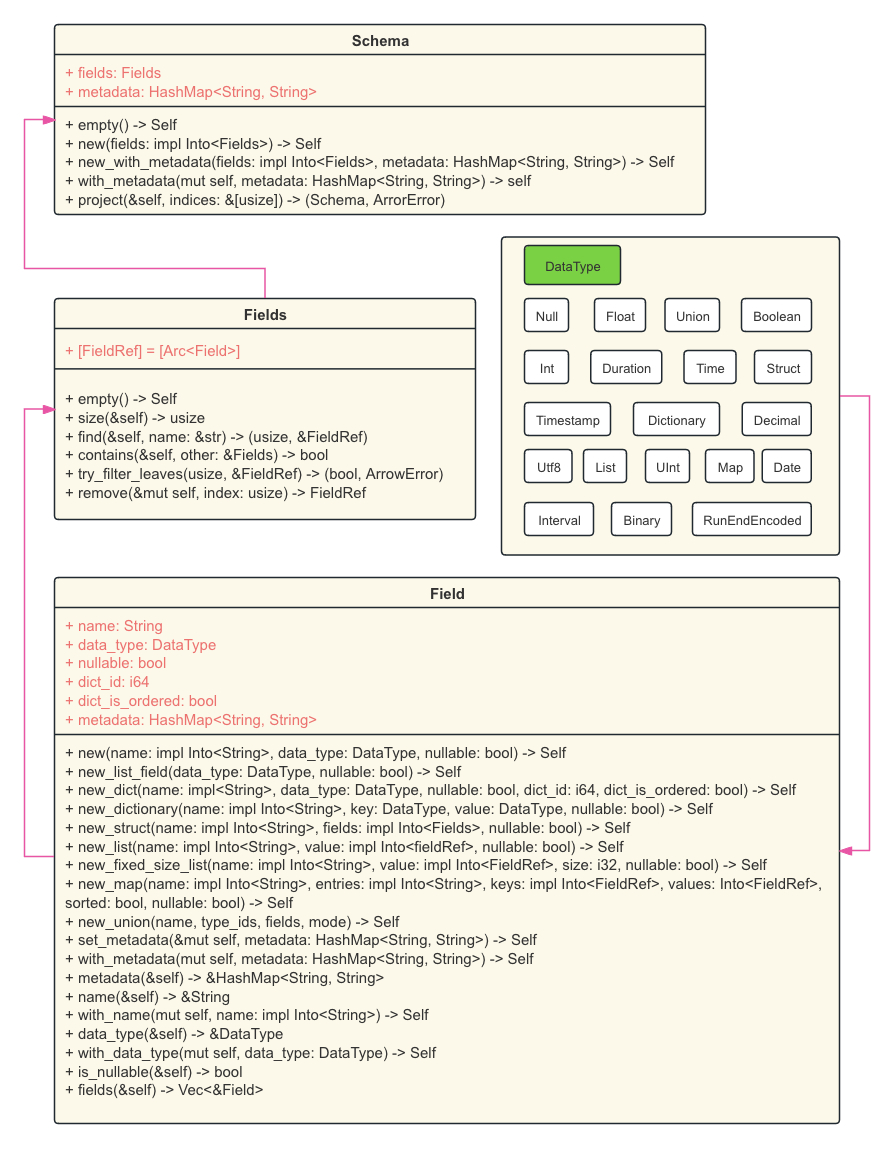 Schema
+ fields: Fields
+ metadata: HashMap<String, String>
+ empty() -> Self
+ new(fields: impl Into<Fields>) -> Self
+ new_with_metadata(fields: impl Into<Fields>, metadata: HashMap<String, String>) -> Self
+ with_metadata(mut self, metadata: HashMap<String, String>) -> self
+ project(&self, indices: &[usize]) -> (Schema, ArrorError)
DataType
Null Float Union Boolean
Int Duration Time Struct
Timestamp Dictionary Decimal
Utf8 List UInt Map Date
Interval Binary RunEndEncoded
Fields
+ [FieldRef] = [Arc<Field>]
+ empty() -> Self
+ size(&self) -> usize
+ find(&self, name: &str) -> (usize, &FieldRef)
+ contains(&self, other: &Fields) -> bool
+ try_filter_leaves(usize, &FieldRef) -> (bool, ArrowError)
+ remove(&mut self, index: usize) -> FieldRef
Field
+ name: String
+ data_type: DataType
+ nullable: bool
+ dict_id: i64
+ dict_is_ordered: bool
+ metadata: HashMap<String, String>
+ new(name: impl Into<String>, data_type: DataType, nullable: bool) -> Self
+ new_list_field(data_type: DataType, nullable: bool) -> Self
+ new_dict(name: impl<String>, data_type: DataType, nullable: bool, dict_id: i64, dict_is_ordered: bool) -> Self
+ new_dictionary(name: impl Into<String>, key: DataType, value: DataType, nullable: bool) -> Self
+ new_struct(name: impl Into<String>, fields: impl Into<Fields>, nullable: bool) -> Self
+ new_list(name: impl Into<String>, value: impl Into<fieldRef>, nullable: bool) -> Self
+ new_fixed_size_list(name: impl Into<String>, value: impl Into<FieldRef>, size: i32, nullable: bool) -> Self
+ new_map(name: impl Into<String>, entries: impl Into<String>, keys: impl Into<FieldRef>, values: Into<FieldRef>,
sorted: bool, nullable: bool) -> Self
+ new_union(name, type_ids, fields, mode) -> Self
+ set_metadata(&mut self, metadata: HashMap<String, String>) -> Self
+ with_metadata(mut self, metadata: HashMap<String, String>) -> Self
+ metadata(&self) -> &HashMap<String, String>
+ name(&self) -> &String
+ with_name(mut self, name: impl Into<String>) -> Self
+ data_type(&self) -> &DataType
+ with_data_type(mut self, data_type: DataType) -> Self
+ is_nullable(&self) -> bool
+ fields(&self) -> Vec<&Field>